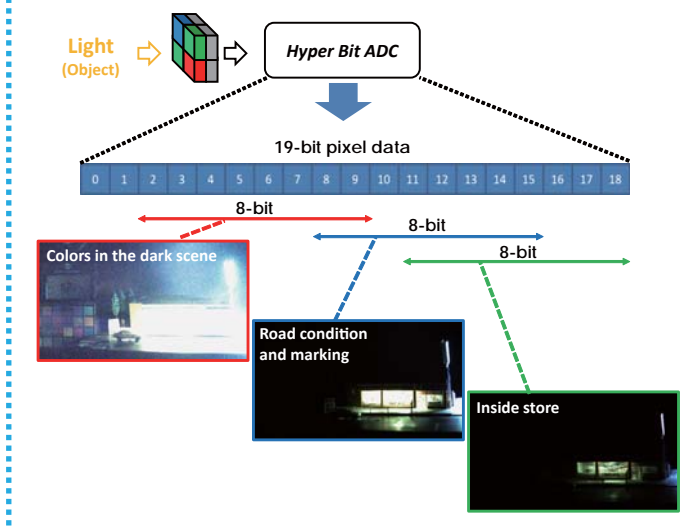 Light
(Object)
Hyper Bit ADC
19-bit pixel data
0 1 2 3 4 5 6 7 8 9 10 11 12 13 14 15 16 17 18
8-bit
8-bit
8-bit
Colors in the dark scene
Road condition
and marking
Inside store